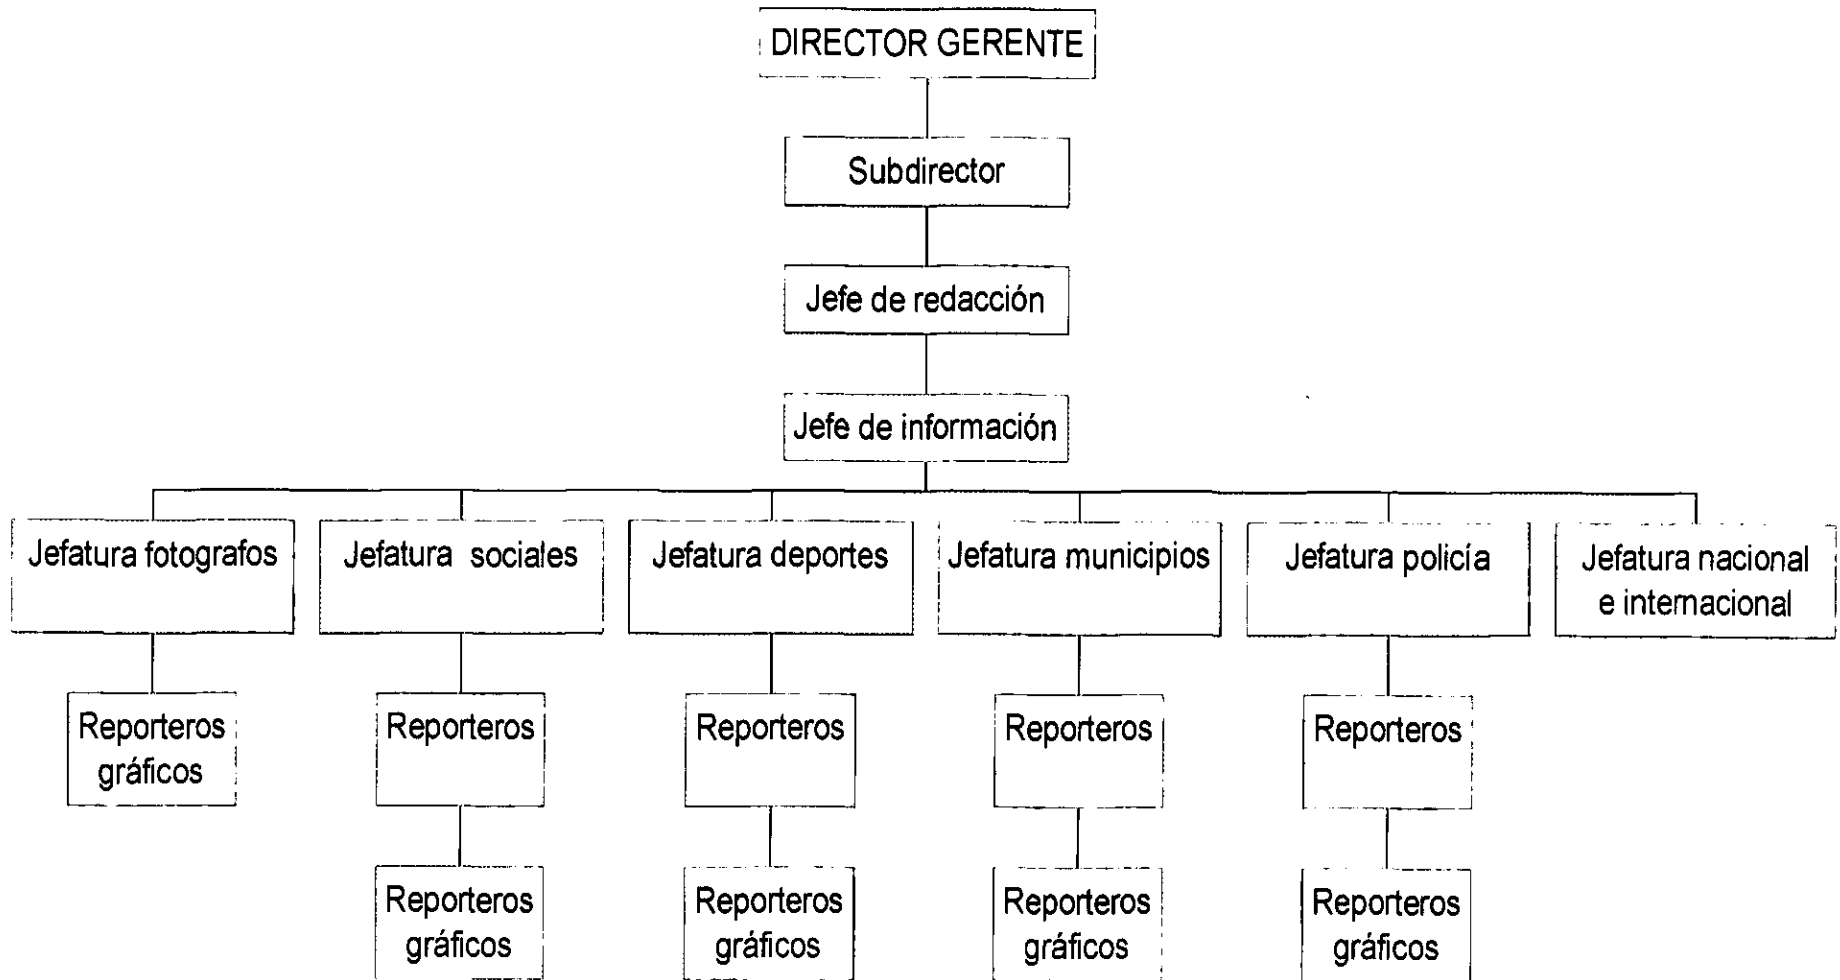 DIRECTOR GERENTE
Subdirector
Jefe de redacción
Jefe de información
Jefatura fotografos
Jefatura sociales
Jefatura deportes
Jefatura municipios
Jefatura policía
Jefatura nacional
e internacional
Reporteros
gráficos
Reporteros
Reporteros
Reporteros
Reporteros
Reporteros
gráficos
Reporteros
gráficos
Reporteros
gráficos
Reporteros
gráficos